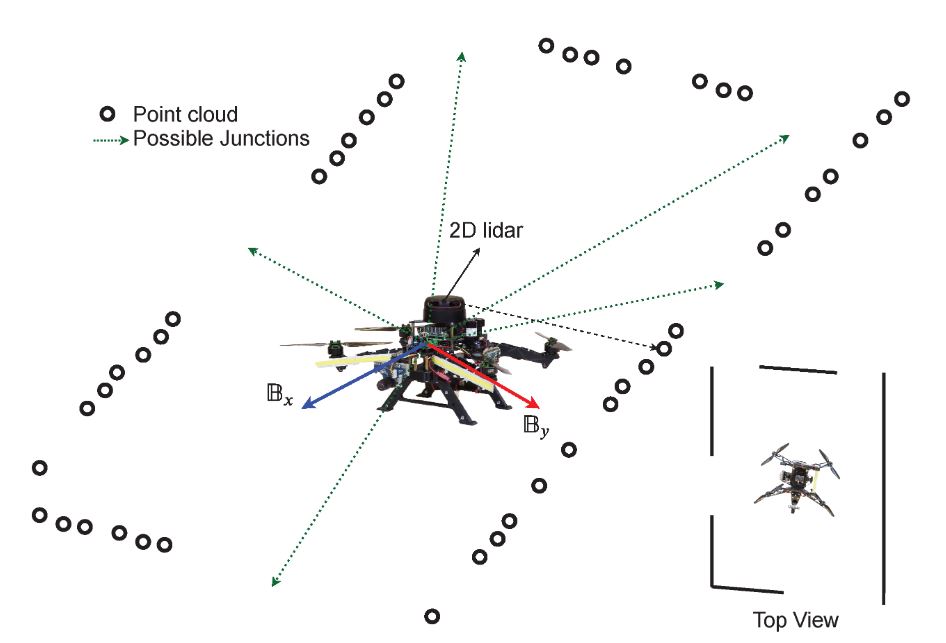 Point cloud
Possible Junctions
2D lidar
𝔹x
𝔹y
Top View